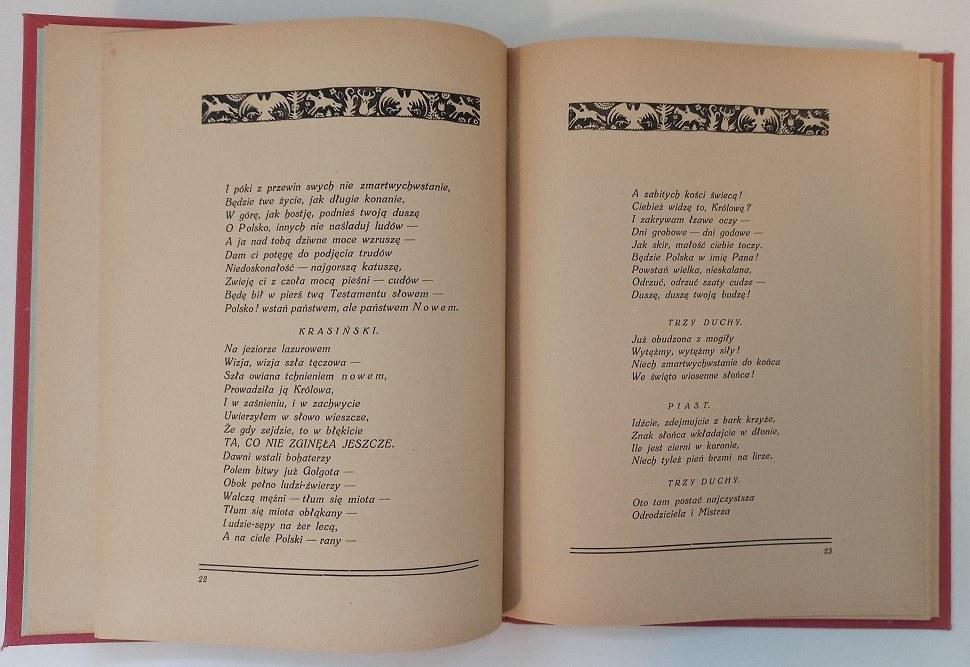 I póki z przewin swych nie zmartwychwstanie,
Będzie twe życie, jak długie konanie,
W górę, jak hostję, podnieś twoją duszę
O Polsko, innych nie naśladuj ludów —
A ja nad tobą dziwne moce wzruszę —
Dam ci potęgę do podjęcia trudów
Niedoskonałość — najgorszą katuszę,
Zwieję ci z czoła mocą pieśni — cudów —
Będę bił w pierś twą Testamentu słowem —
Polsko! wstań państwem, ale państwem Nowem.
KRASIŃSKI.
Na jeziorze lazurowem
Wizja, wizja szła tęczowa —
Szła owiana tchnieniem nowem,
Prowadziła ją Królowa,
I w zaśnieniu, i w zachwycie
Uwierzyłem w słowo wieszcze,
Że gdy zejdzie, to w błękicie
TA, CO NIE ZGINĘŁA JESZCZE.
Dawni wstali bohaterzy
Polem bitwy już Golgota —
Obok pełno ludzi-źwierzy —
Walczą mężni — tłum się miota —
Tłum się miota obłąkany —
Ludzie-sępy na żer lecą,
A na ciele Polski — rany —
22
A zabitych kości świecą!
Ciebież widzę to, Królowę?
I zakrywam łzawe oczy —
Dni grobowe — dni godowe —
Jak skir, małość ciebie toczy.
Będzie Polska w imię Pana!
Powstań wielka, nieskalana,
Odrzuć, odrzuć szaty cudze —
Duszę, duszę twoją budzę!
TRZY DUCHY.
Już obudzona z mogiły
Wytężmy, wytężmy siły!
Niech zmartwychwstanie do końca
We święto wiosenne słońca!
PIAST.
Idźcie, zdejmujcie z bark krzyże,
Znak słońca wkładajcie w dłonie,
Ile jest cierni w koronie,
Niech tyleż pień brzmi na lirze.
TRZY DUCHY.
Oto tam postać najczystsza
Odrodziciela i Mistrza
23